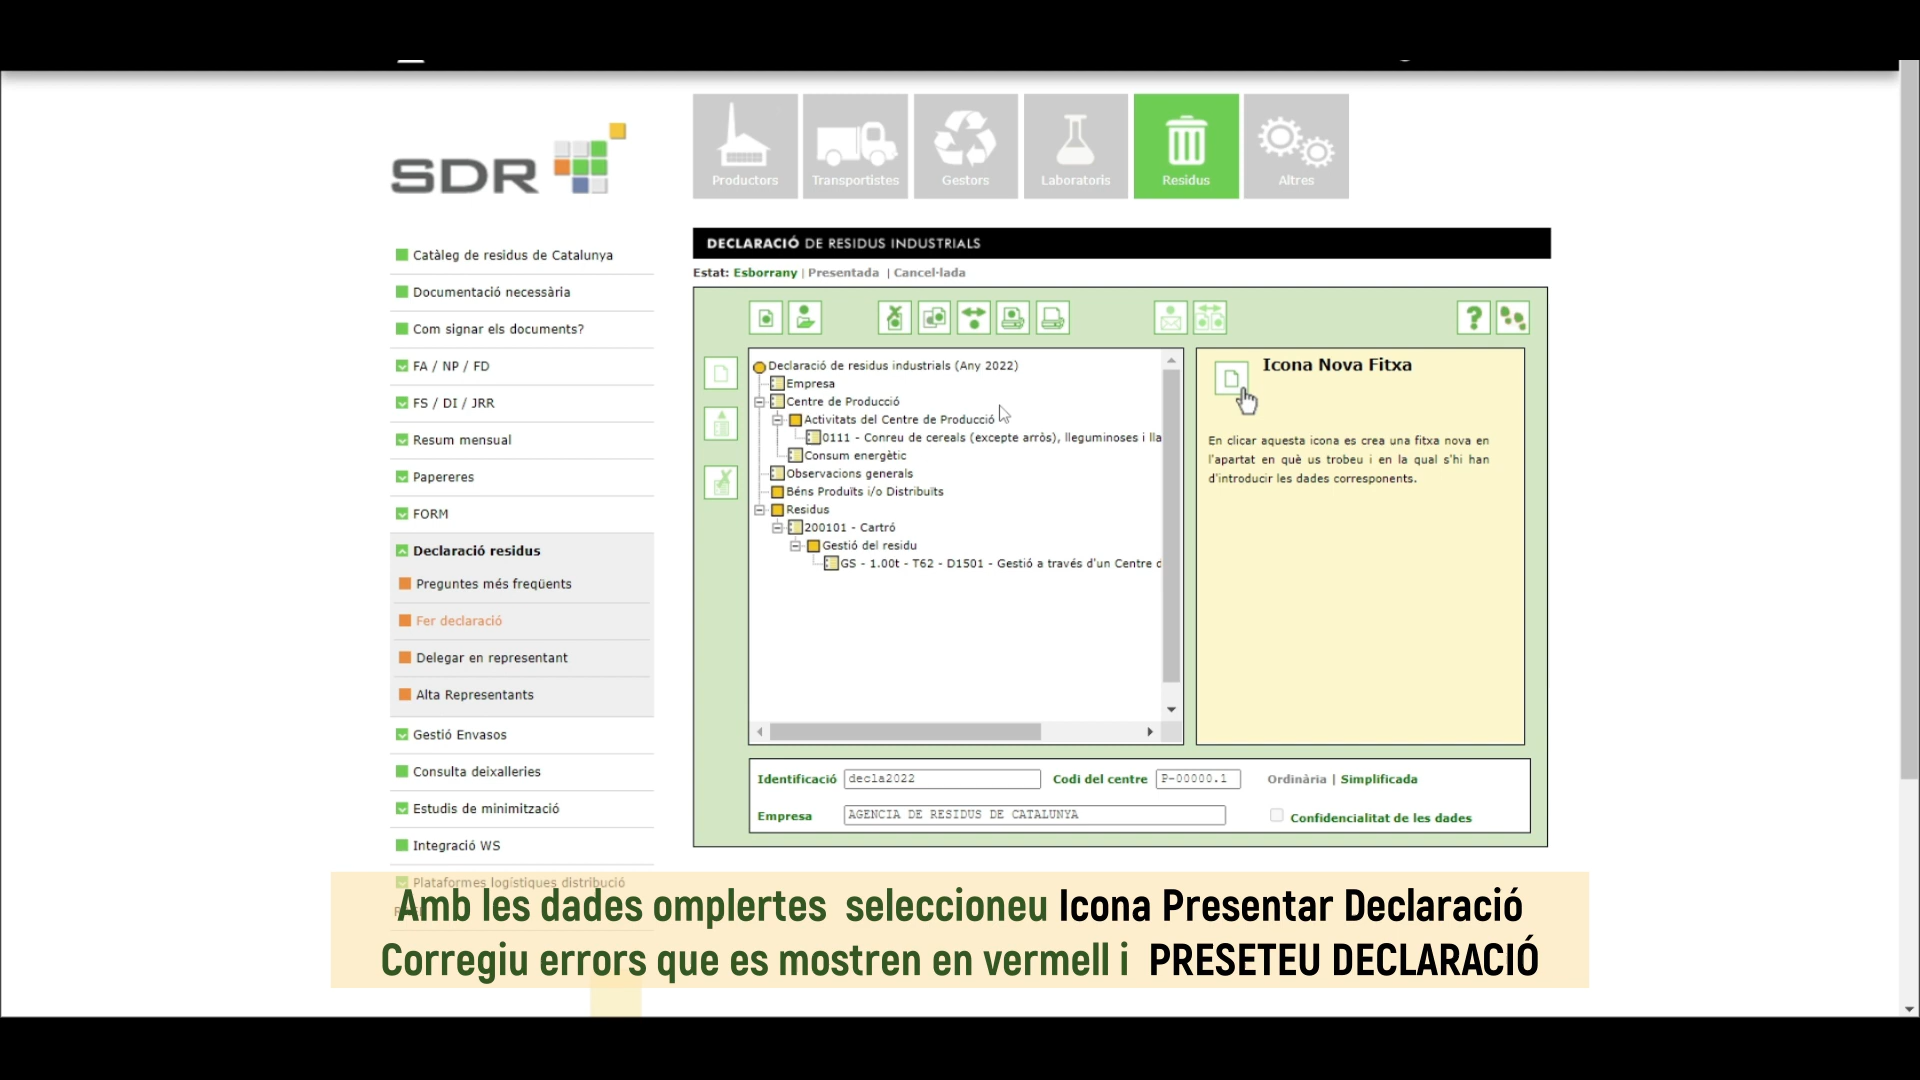 SDR
Productors
Transportistes
Gestors
Laboratoris
Residus
Altres
Catàleg de residus de Catalunya
Documentació necessària
Com signar els documents?
FA / NP / FD
FS / DI / JRR
Resum mensual
Papereres
FORM
Declaració residus
Preguntes més freqüents
Fer declaració
Delegar en representant
Alta Representants
Gestió Envasos
Consulta deixalleries
Estudis de minimització
Integració WS
Plataformes logístiques distribució
DECLARACIÓ DE RESIDUS INDUSTRIALS
Estat: Esborrany | Presentada | Cancel·lada
Declaració de residus industrials (Any 2022)
Empresa
Centre de Producció
Activitats del Centre de Producció
0111 - Conreu de cereals (excepte arròs), lleguminoses i lla
Consum energètic
Observacions generals
Béns Produïts i/o Distribuïts
Residus
200101 - Cartró
Gestió del residu
GS - 1.00t - T62 - D1501 - Gestió a través d'un Centre d
Icona Nova Fitxa
En clicar aquesta icona es crea una fitxa nova en
l'apartat en què us trobeu i en la qual s'hi han
d'introduir les dades corresponents.
Identificació decla2022 Codi del centre P-00000.1 Ordinària | Simplificada
Empresa AGENCIA DE RESIDUS DE CATALUNYA Confidencialitat de les dades
Amb les dades omplertes seleccioneu Icona Presentar Declaració
Corregiu errors que es mostren en vermell i PRESETEU DECLARACIÓ